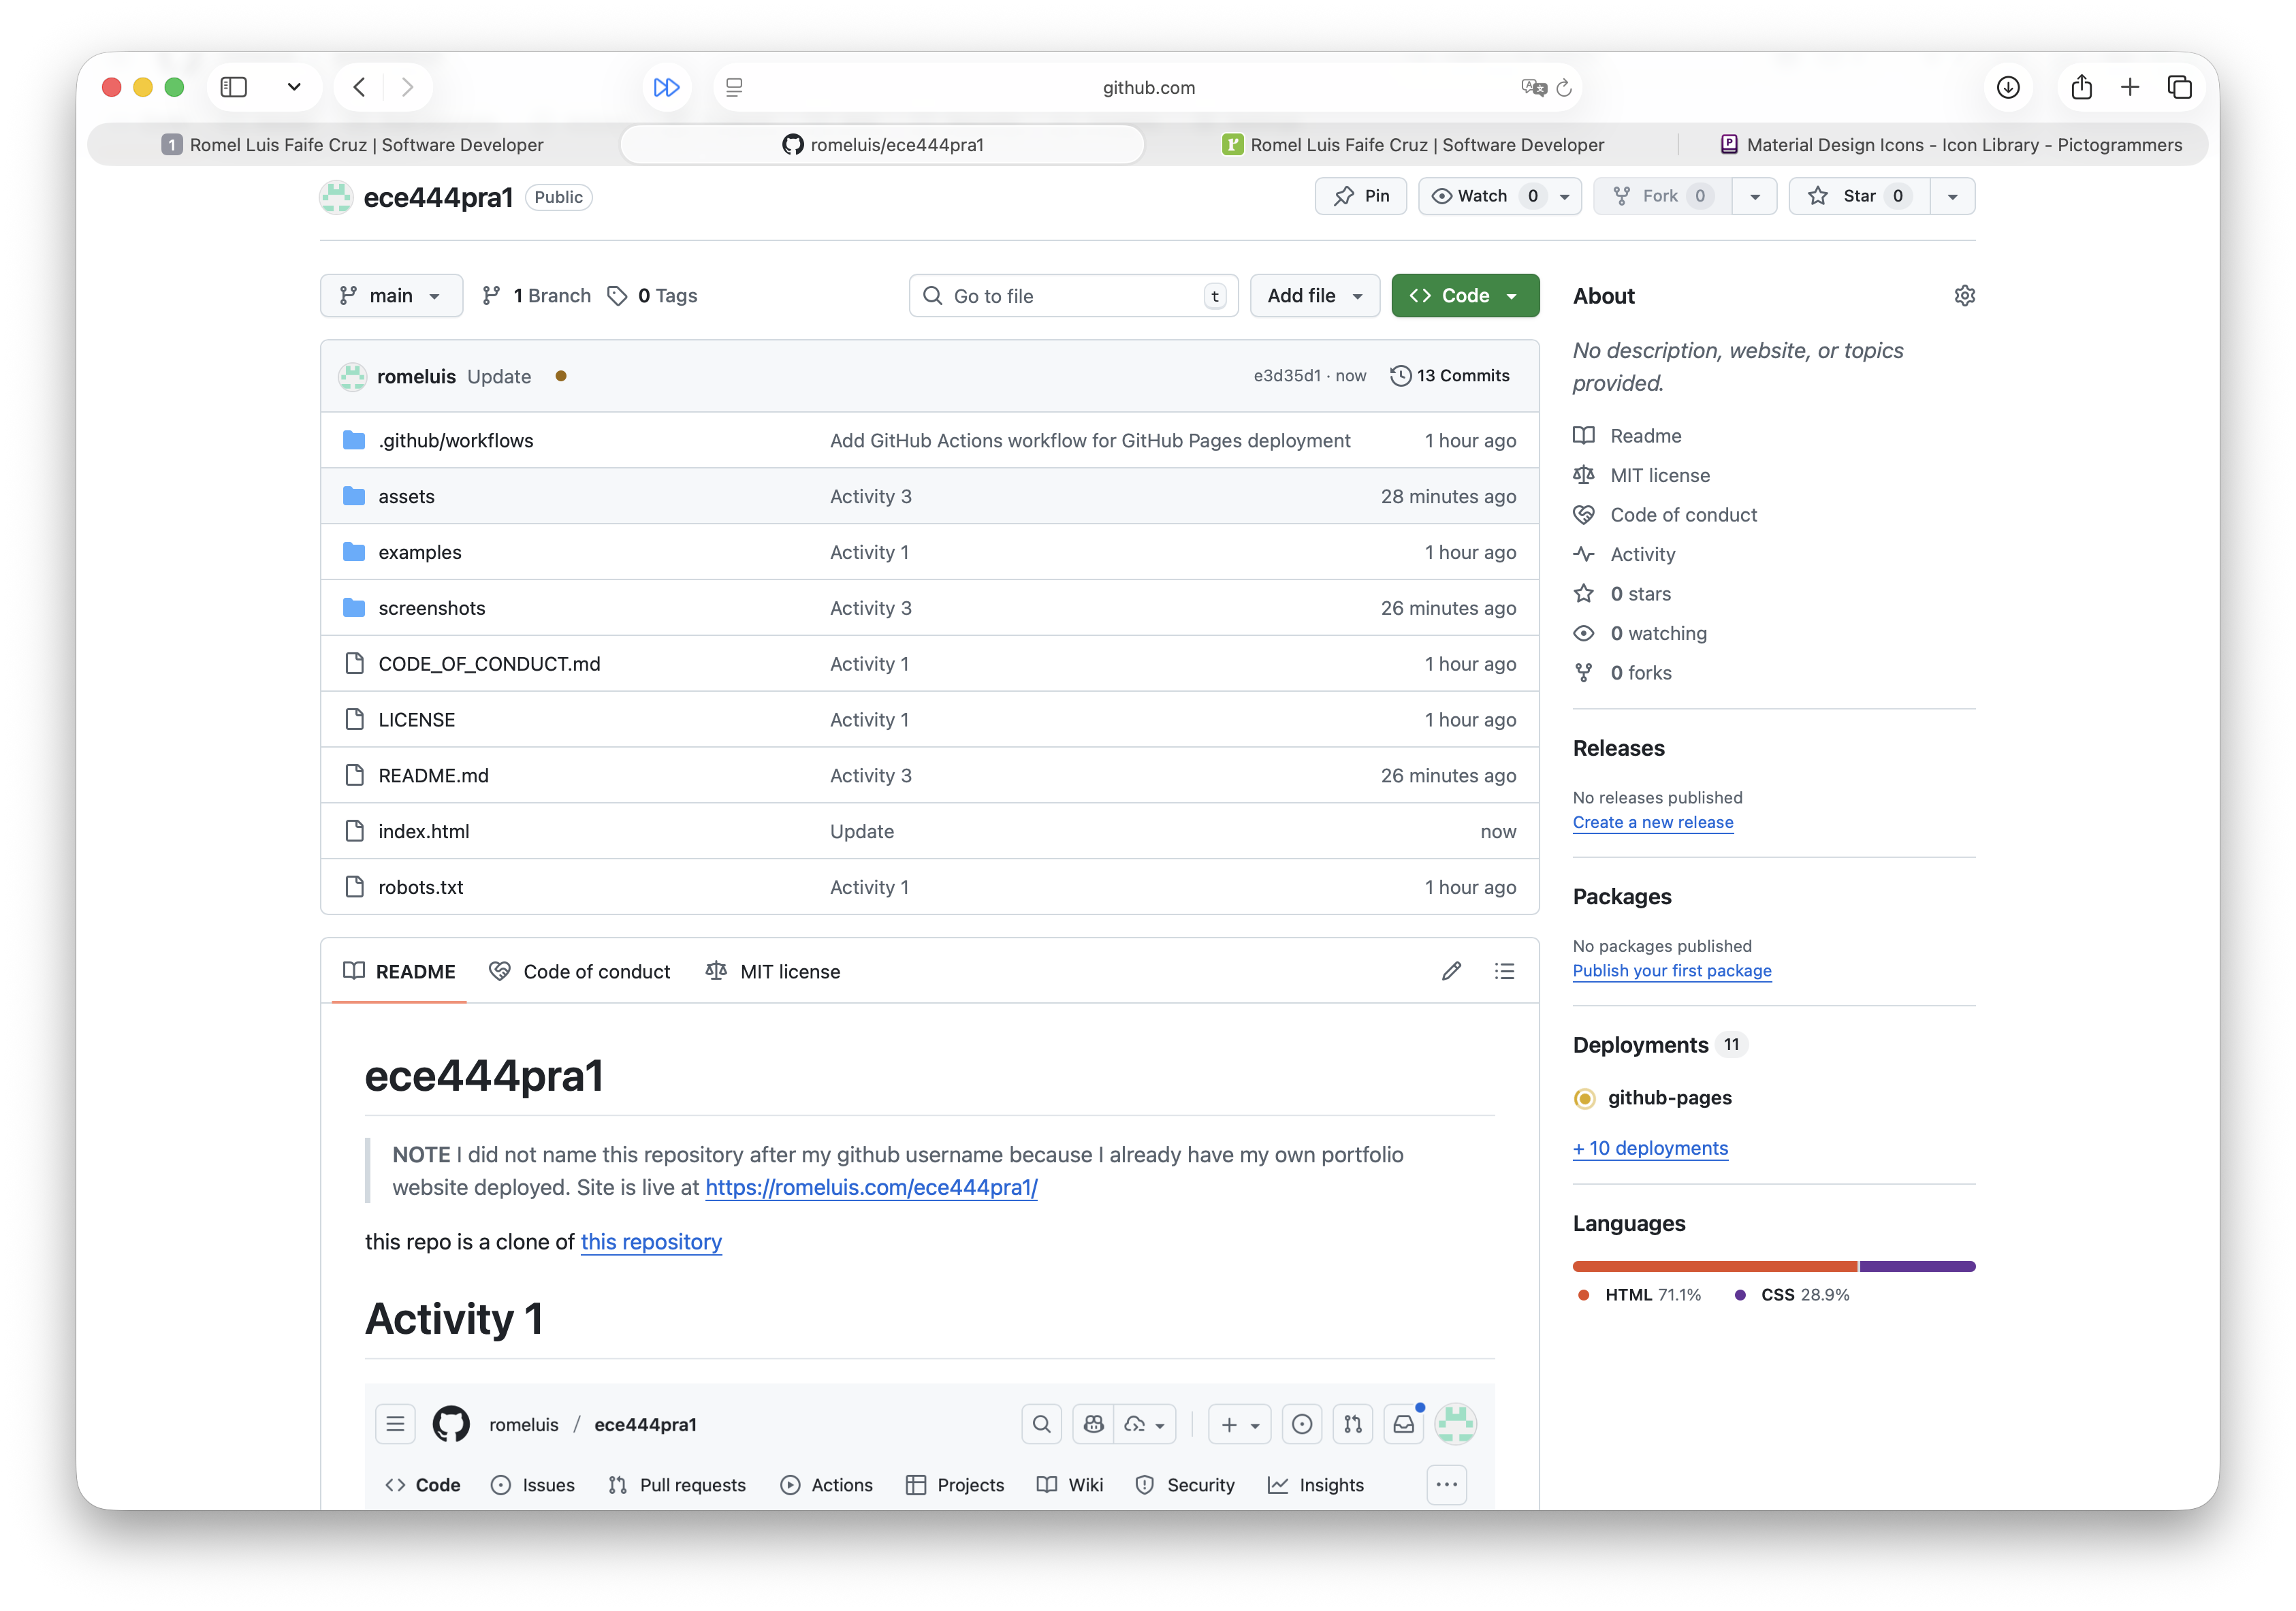 github.com
1 Romel Luis Faife Cruz | Software Developer
romeluis/ece444pra1
r Romel Luis Faife Cruz | Software Developer
P Material Design Icons - Icon Library - Pictogrammers
ece444pra1 Public
Pin
Watch 0
Fork 0
Star 0
main
1 Branch
0 Tags
Go to file t
Add file
Code
romeluis Update
e3d35d1 · now
13 Commits
.github/workflows Add GitHub Actions workflow for GitHub Pages deployment 1 hour ago
assets Activity 3 28 minutes ago
examples Activity 1 1 hour ago
screenshots Activity 3 26 minutes ago
CODE_OF_CONDUCT.md Activity 1 1 hour ago
LICENSE Activity 1 1 hour ago
README.md Activity 3 26 minutes ago
index.html Update now
robots.txt Activity 1 1 hour ago
README
Code of conduct
MIT license
ece444pra1
NOTE I did not name this repository after my github username because I already have my own portfolio
website deployed. Site is live at https://romeluis.com/ece444pra1/
this repo is a clone of this repository
Activity 1
romeluis / ece444pra1
Code
Issues
Pull requests
Actions
Projects
Wiki
Security
Insights
About
No description, website, or topics
provided.
Readme
MIT license
Code of conduct
Activity
0 stars
0 watching
0 forks
Releases
No releases published
Create a new release
Packages
No packages published
Publish your first package
Deployments 11
github-pages
+ 10 deployments
Languages
HTML 71.1%
CSS 28.9%